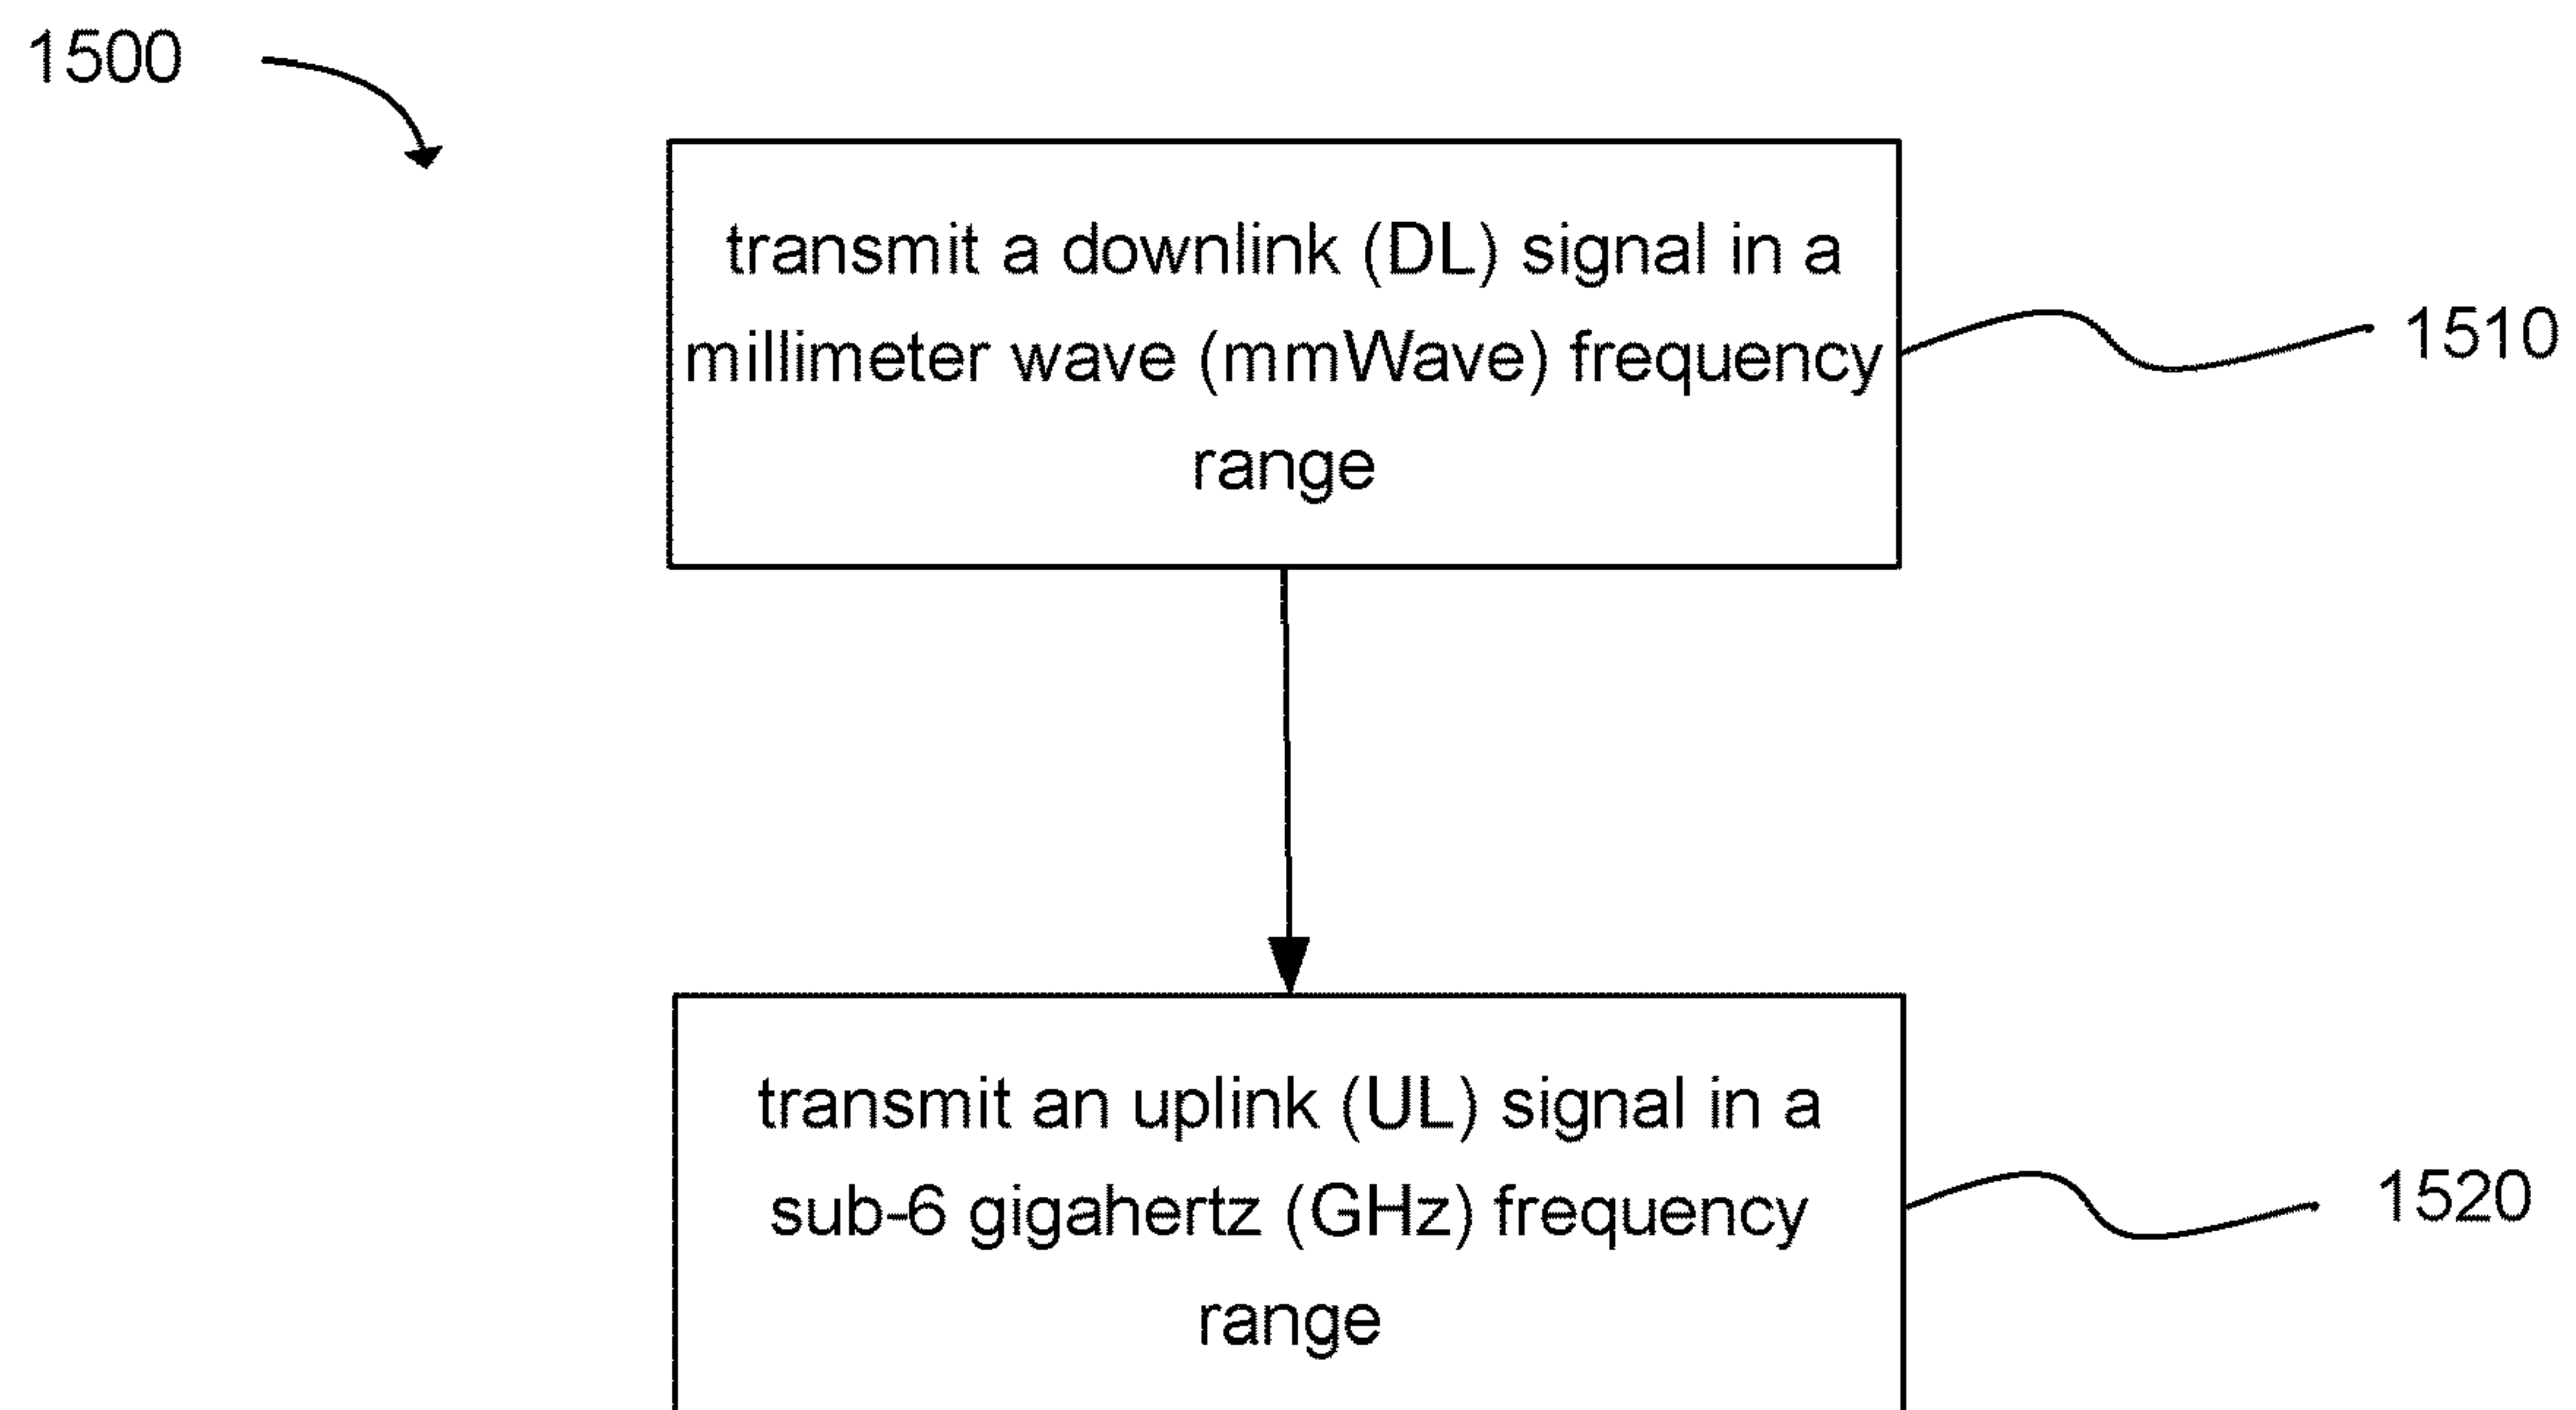 1500
transmit a downlink (DL) signal in a
millimeter wave (mmWave) frequency
range
1510
transmit an uplink (UL) signal in a
sub-6 gigahertz (GHz) frequency
range
1520